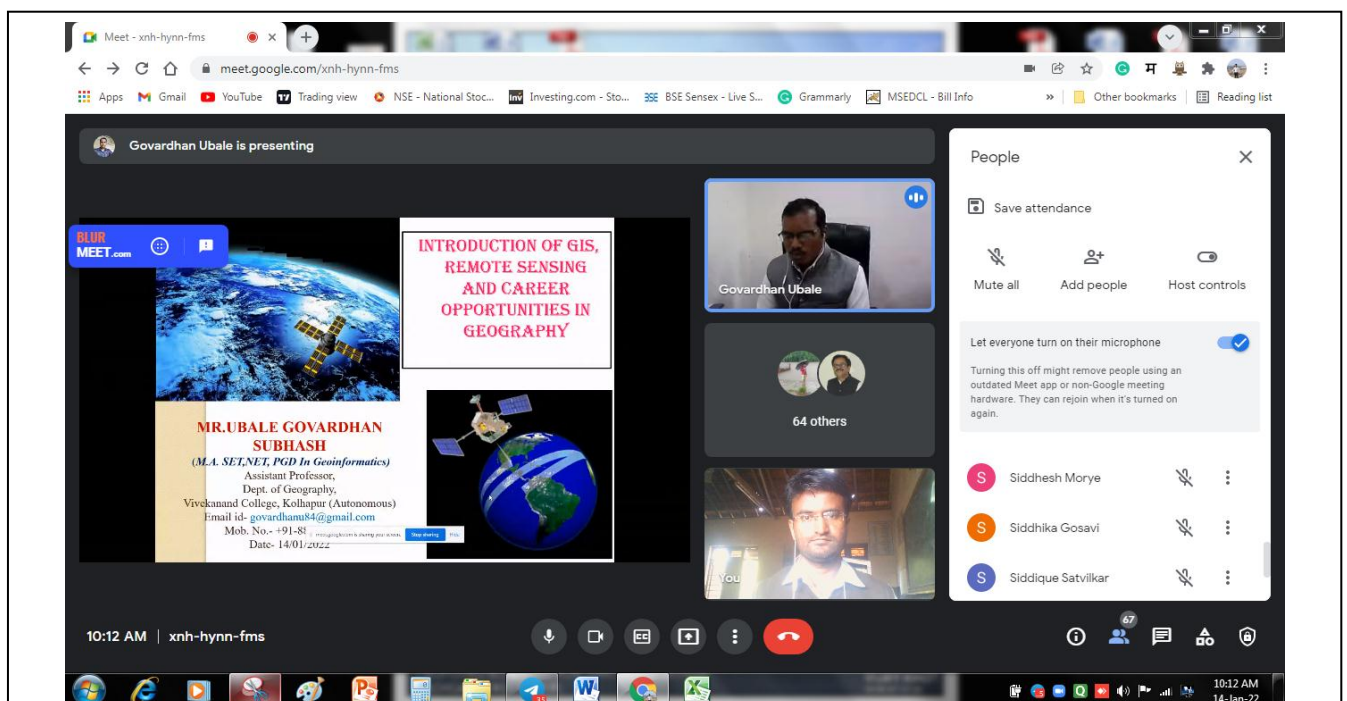 Meet - xnh-hynn-fms
meet.google.com/xnh-hynn-fms
Apps Gmail YouTube Trading view NSE - National Stoc... Investing.com - Sto... BSE Sensex - Live S... Grammarly MSEDCL - Bill Info » Other bookmarks Reading list
Govardhan Ubale is presenting
BLUR
MEET.com
INTRODUCTION OF GIS,
REMOTE SENSING
AND CAREER
OPPORTUNITIES IN
GEOGRAPHY
MR.UBALE GOVARDHAN
SUBHASH
(M.A. SET,NET, PGD In Geoinformatics)
Assistant Professor,
Dept. of Geography,
Vivekanand College, Kolhapur (Autonomous)
Email id- govardhanu84@gmail.com
Mob. No.- +91-8
meet.google.com is sharing your screen. Stop sharing Hide
Date- 14/01/2022
Govardhan Ubale
64 others
You
People
Save attendance
Mute all Add people Host controls
Let everyone turn on their microphone
Turning this off might remove people using an
outdated Meet app or non-Google meeting
hardware. They can rejoin when it's turned on
again.
S Siddhesh Morye
S Siddhika Gosavi
S Siddique Satvilkar
10:12 AM | xnh-hynn-fms
67
10:12 AM
14-Jan-22